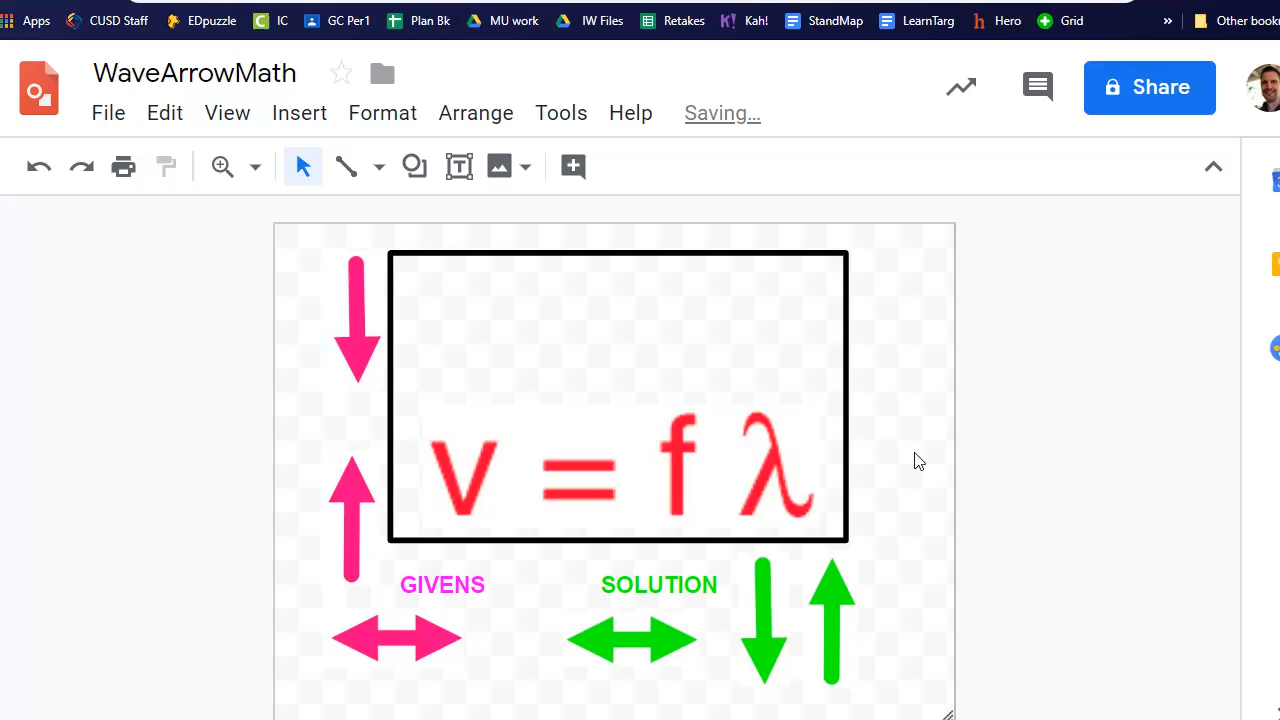 Apps CUSD Staff EDpuzzle IC GC Per1 Plan Bk MU work IW Files Retakes Kah! StandMap LearnTarg Hero Grid » Other book
WaveArrowMath
Share
File Edit View Insert Format Arrange Tools Help Saving...
v = f λ
GIVENS SOLUTION